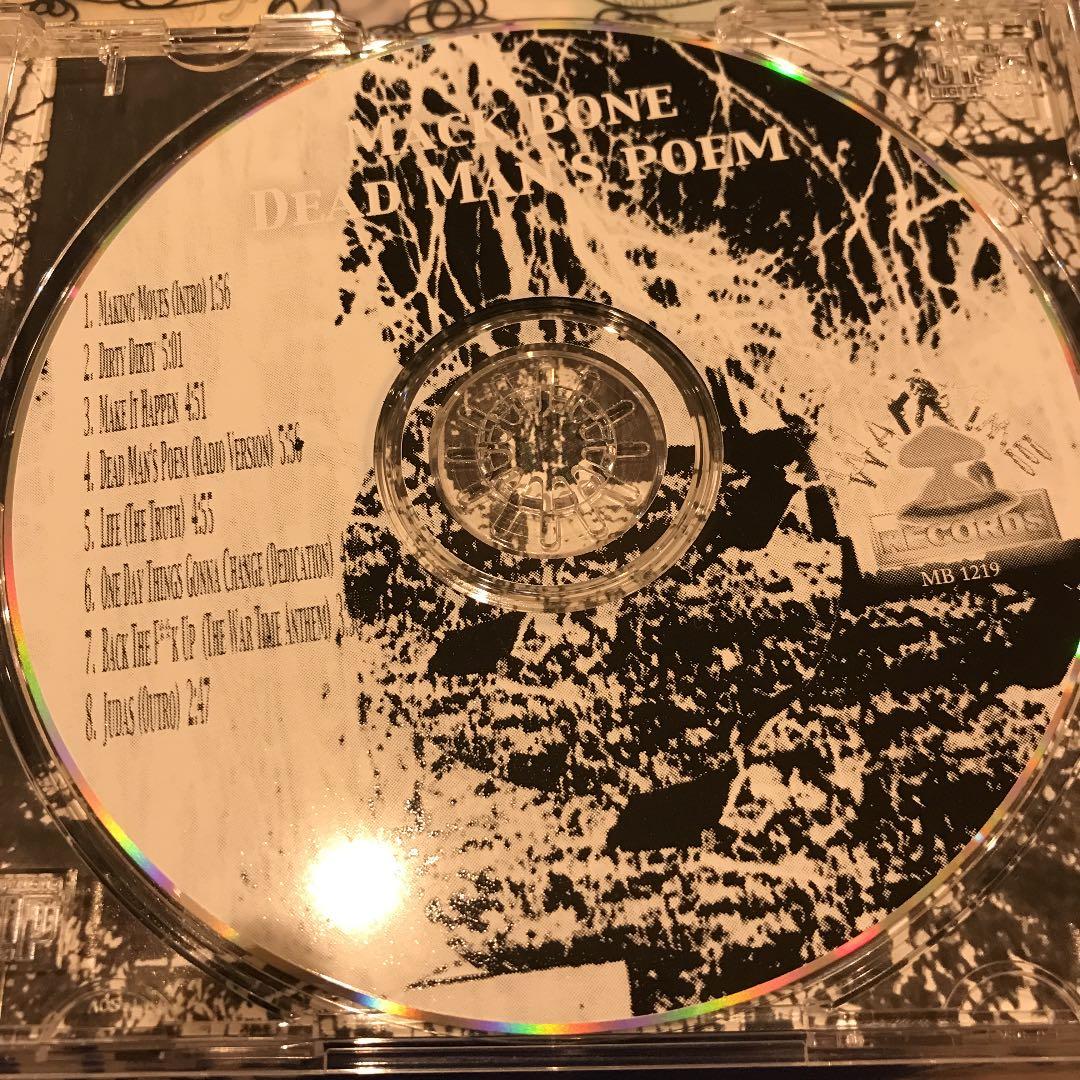 MACK BONE
DEAD MAN'S POEM
1. MAKING MOVES (INTRO) 1:56
2. DIRTY DIRTY 5:01
3. MAKE IT HAPPEN 4:51
4. DEAD MAN'S POEM (RADIO VERSION) 5:56
5. LIFE (THE TRUTH) 4:55
6. ONE DAY THINGS GONNA CHANGE (DEDICATION)
7. BACK THE F**K UP (THE WAR TIME ANTHEM)
8. JUDAS (OUTRO) 2:47
RECORDS
MB 1219